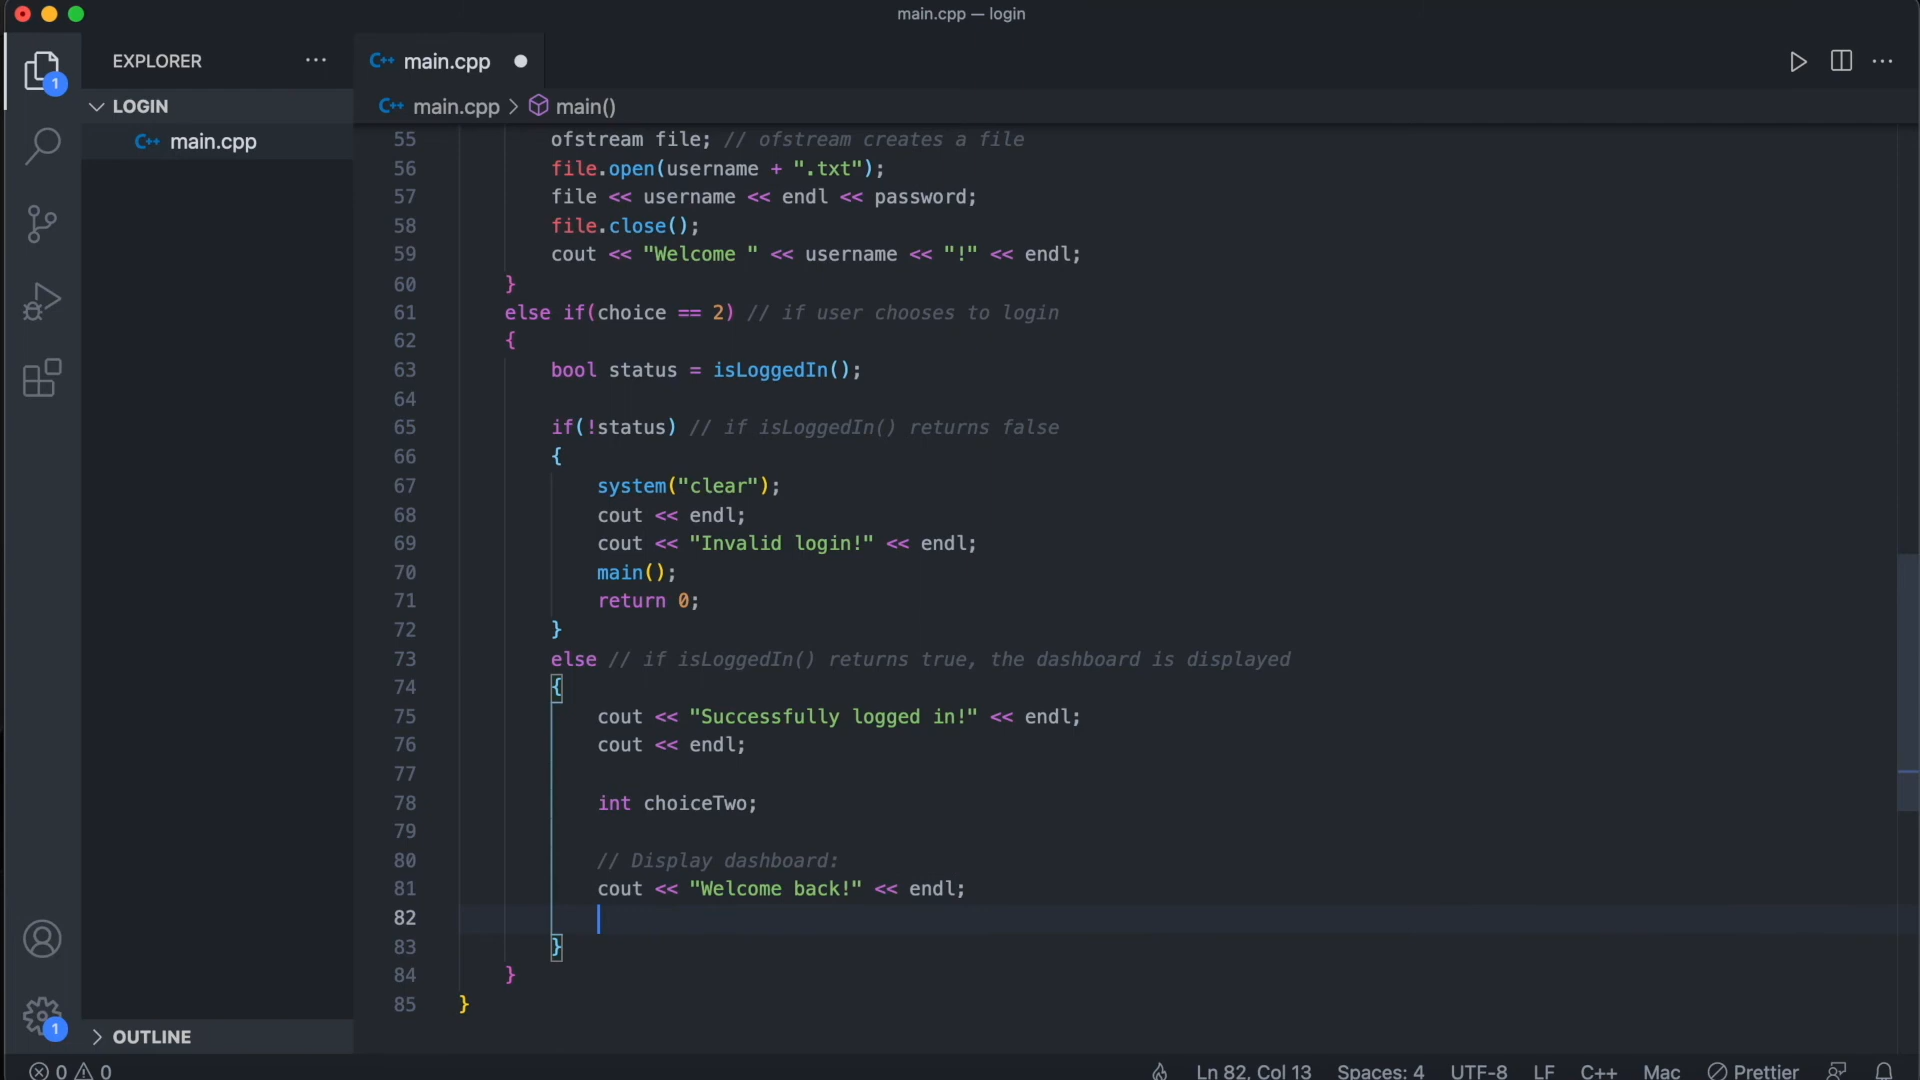 main.cpp — login
EXPLORER
LOGIN
C++ main.cpp
OUTLINE
1
1
C++ main.cpp
C++ main.cpp > main()
55 ofstream file; // ofstream creates a file
56 file.open(username + ".txt");
57 file << username << endl << password;
58 file.close();
59 cout << "Welcome " << username << "!" << endl;
60 }
61 else if(choice == 2) // if user chooses to login
62 {
63 bool status = isLoggedIn();
64
65 if(!status) // if isLoggedIn() returns false
66 {
67 system("clear");
68 cout << endl;
69 cout << "Invalid login!" << endl;
70 main();
71 return 0;
72 }
73 else // if isLoggedIn() returns true, the dashboard is displayed
74 {
75 cout << "Successfully logged in!" << endl;
76 cout << endl;
77
78 int choiceTwo;
79
80 // Display dashboard:
81 cout << "Welcome back!" << endl;
82
83 }
84 }
85 }
0 0 Ln 82, Col 13 Spaces: 4 UTF-8 LF C++ Mac Prettier